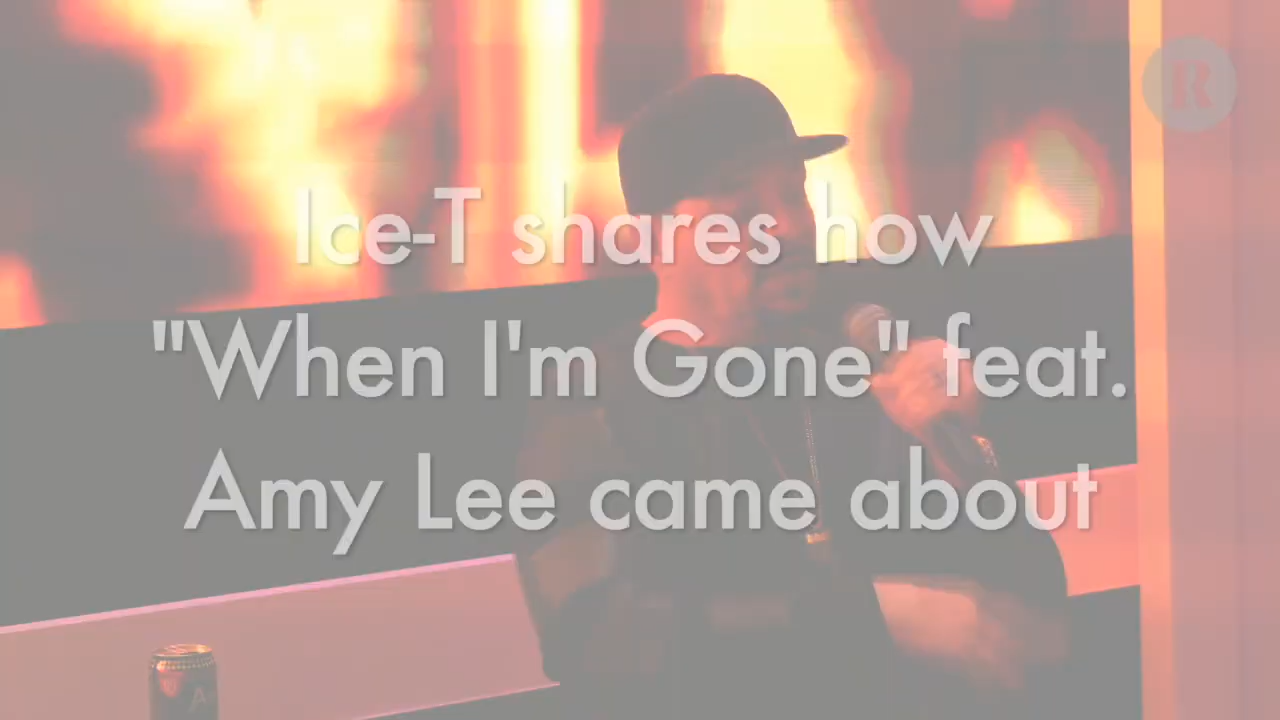 R
Ice-T shares how
"When I'm Gone" feat.
Amy Lee came about
A